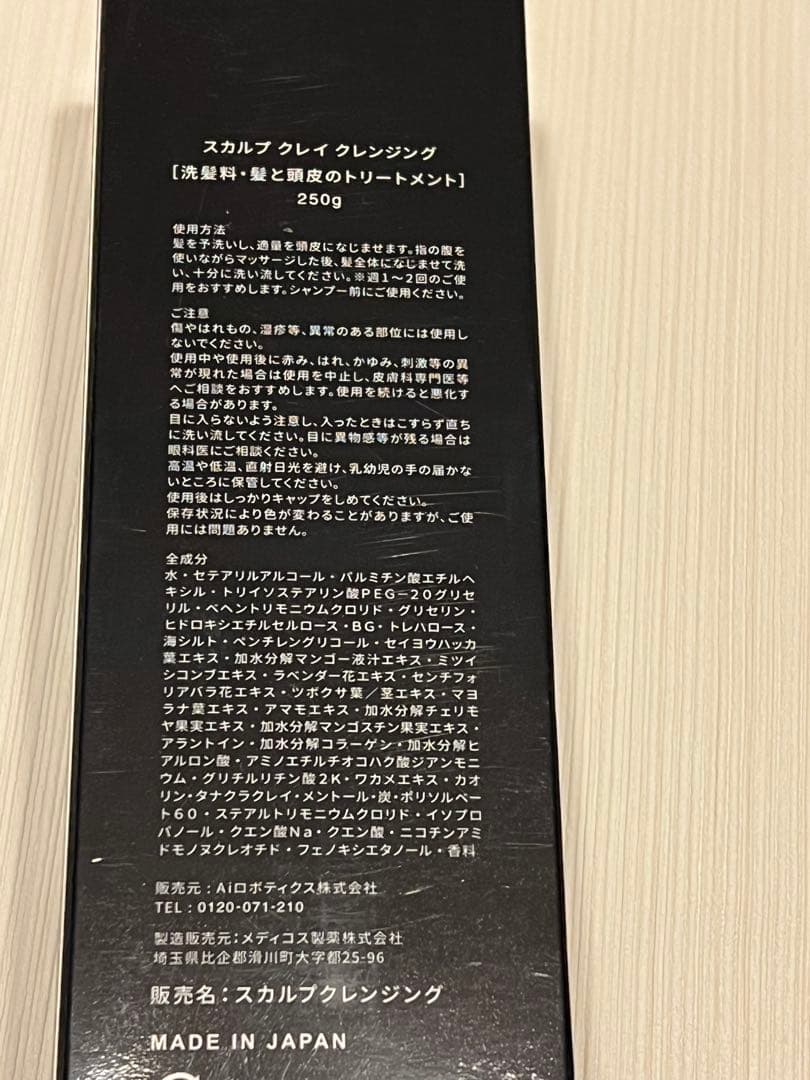 スカルプ クレイ クレンジング
[洗髪料・髪と頭皮のトリートメント]
250g
使用方法
髪を予洗いし、適量を頭皮になじませます。指の腹を
使いながらマッサージした後、髪全体になじませて洗
い、十分に洗い流してください。※週1〜2回のご使
用をおすすめします。シャンプー前にご使用ください。
ご注意
傷やはれもの、湿疹等、異常のある部位には使用し
ないでください。
使用中や使用後に赤み、はれ、かゆみ、刺激等の異
常が現れた場合は使用を中止し、皮膚科専門医等
へご相談をおすすめします。使用を続けると悪化す
る場合があります。
目に入らないよう注意し、入ったときはこすらず直ち
に洗い流してください。目に異物感等が残る場合は
眼科医にご相談ください。
高温や低温、直射日光を避け、乳幼児の手の届かな
いところに保管してください。
使用後はしっかりキャップをしめてください。
保存状況により色が変わることがありますが、ご使
用には問題ありません。
全成分
水・セテアリルアルコール・パルミチン酸エチルヘ
キシル・トリイソステアリン酸PEG－20グリセ
リル・ベヘントリモニウムクロリド・グリセリン・
ヒドロキシエチルセルロース・BG・トレハロース・
海シルト・ペンチレングリコール・セイヨウハッカ
葉エキス・加水分解マンゴー液汁エキス・ミツイ
シコンブエキス・ラベンダー花エキス・センチフォ
リアバラ花エキス・ツボクサ葉／茎エキス・マヨ
ラナ葉エキス・アマモエキス・加水分解チェリモ
ヤ果実エキス・加水分解マンゴスチン果実エキス・
アラントイン・加水分解コラーゲン・加水分解ヒ
アルロン酸・アミノエチルチオコハク酸ジアンモニ
ウム・グリチルリチン酸2K・ワカメエキス・カオ
リン・タナクラクレイ・メントール・炭・ポリソルベー
ト60・ステアルトリモニウムクロリド・イソプロ
パノール・クエン酸Na・クエン酸・ニコチンアミ
ドモノヌクレオチド・フェノキシエタノール・香料
販売元：Aiロボティクス株式会社
TEL：0120-071-210
製造販売元：メディコス製薬株式会社
埼玉県比企郡滑川町大字都25-96
販売名：スカルプクレンジング
MADE IN JAPAN